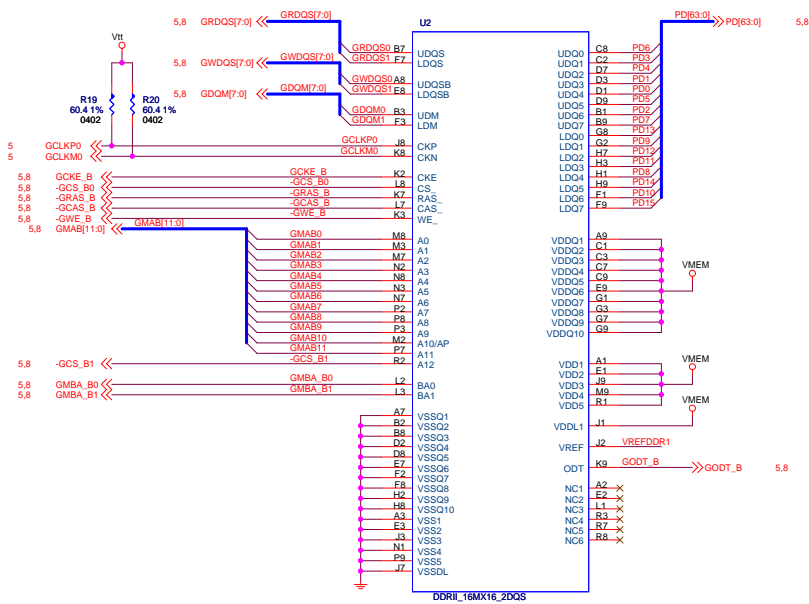 5,8 GRDQS[7:0]
5,8 GWDQS[7:0]
5,8 GDQM[7:0]
Vtt
R19
60.4 1%
0402
R20
60.4 1%
0402
5 GCLKP0
5 GCLKM0
5,8 GCKE_B
5,8 -GCS_B0
5,8 -GRAS_B
5,8 -GCAS_B
5,8 -GWE_B
5,8 GMAB[11:0]
GMAB[11:0]
5,8 -GCS_B1
5,8 GMBA_B0
5,8 GMBA_B1
U2
GRDQS0 B7 UDQS
GRDQS1 F7 LDQS
GWDQS0 A8 UDQSB
GWDQS1 E8 LDQSB
GDQM0 B3 UDM
GDQM1 F3 LDM
GCLKP0 J8 CKP
GCLKM0 K8 CKN
GCKE_B K2 CKE
-GCS_B0 L8 CS_
-GRAS_B K7 RAS_
-GCAS_B L7 CAS_
-GWE_B K3 WE_
GMAB0 M8 A0
GMAB1 M3 A1
GMAB2 M7 A2
GMAB3 N2 A3
GMAB4 N8 A4
GMAB5 N3 A5
GMAB6 N7 A6
GMAB7 P2 A7
GMAB8 P8 A8
GMAB9 P3 A9
GMAB10 M2 A10/AP
GMAB11 P7 A11
-GCS_B1 R2 A12
GMBA_B0 L2 BA0
GMBA_B1 L3 BA1
A7 VSSQ1
B2 VSSQ2
B8 VSSQ3
D2 VSSQ4
D8 VSSQ5
E7 VSSQ6
F2 VSSQ7
F8 VSSQ8
H2 VSSQ9
H8 VSSQ10
A3 VSS1
E3 VSS2
J3 VSS3
N1 VSS4
P9 VSS5
J7 VSSDL
UDQ0 C8 PD6
UDQ1 C2 PD3
UDQ2 D7 PD4
UDQ3 D3 PD1
UDQ4 D1 PD0
UDQ5 D9 PD5
UDQ6 B1 PD2
UDQ7 B9 PD7
LDQ0 G8 PD13
LDQ1 G2 PD9
LDQ2 H7 PD12
LDQ3 H3 PD11
LDQ4 H1 PD8
LDQ5 H9 PD14
LDQ6 F1 PD10
LDQ7 F9 PD15
PD[63:0] 5,8
VDDQ1 A9
VDDQ2 C1
VDDQ3 C3
VDDQ4 C7
VDDQ5 C9
VDDQ6 E9
VDDQ7 G1
VDDQ8 G3
VDDQ9 G7
VDDQ10 G9
VMEM
VDD1 A1
VDD2 E1
VDD3 J9
VDD4 M9
VDD5 R1
VMEM
VDDL1 J1
VMEM
VREF J2 VREFDDR1
ODT K9 GODT_B
GODT_B 5,8
NC1 A2
NC2 E2
NC3 L1
NC4 R3
NC5 R7
NC6 R8
DDRII_16MX16_2DQS